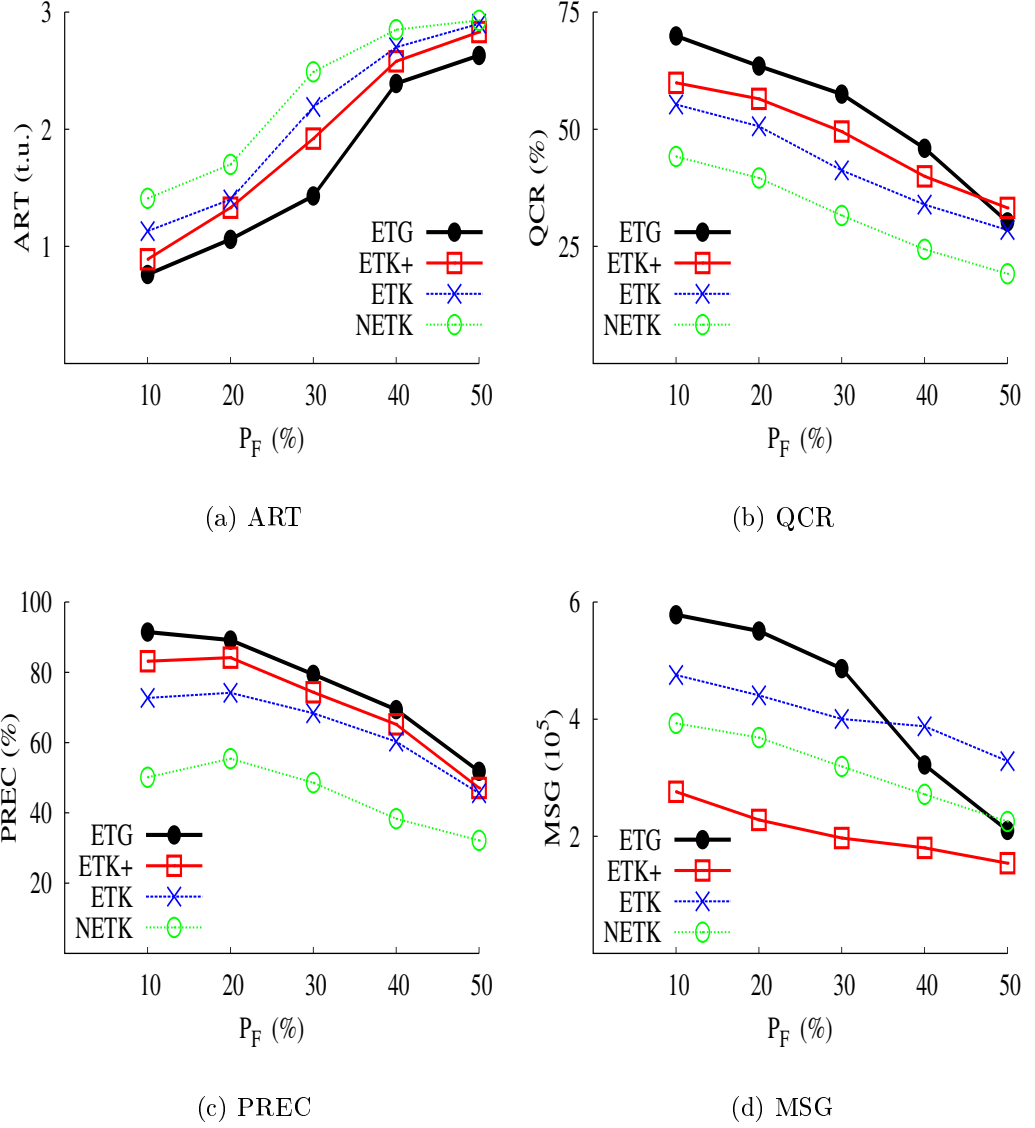 3
2
1
ART (t.u.)
ETG
ETK+
ETK
NETK
10 20 30 40 50
P_F (%)
(a) ART
75
50
25
QCR (%)
ETG
ETK+
ETK
NETK
10 20 30 40 50
P_F (%)
(b) QCR
100
80
60
40
20
PREC (%)
ETG
ETK+
ETK
NETK
10 20 30 40 50
P_F (%)
(c) PREC
6
4
2
MSG (10^5)
ETG
ETK+
ETK
NETK
10 20 30 40 50
P_F (%)
(d) MSG